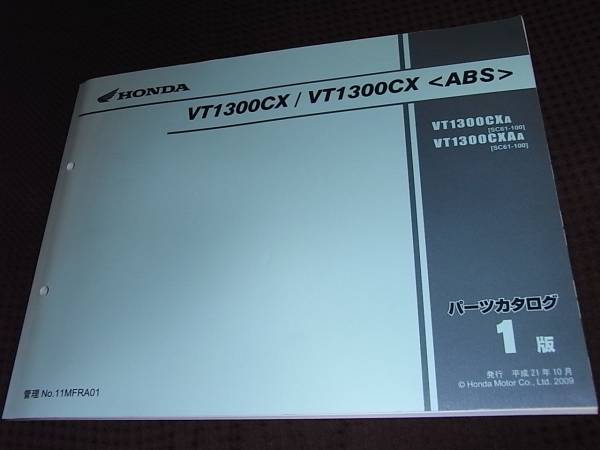 HONDA
VT1300CX / VT1300CX <ABS>
VT1300CXA
[SC61-100]
VT1300CXAA
[SC61-100]
パーツカタログ
1 版
発行 平成21年10月
© Honda Motor Co., Ltd. 2009
管理 No.11MFRA01